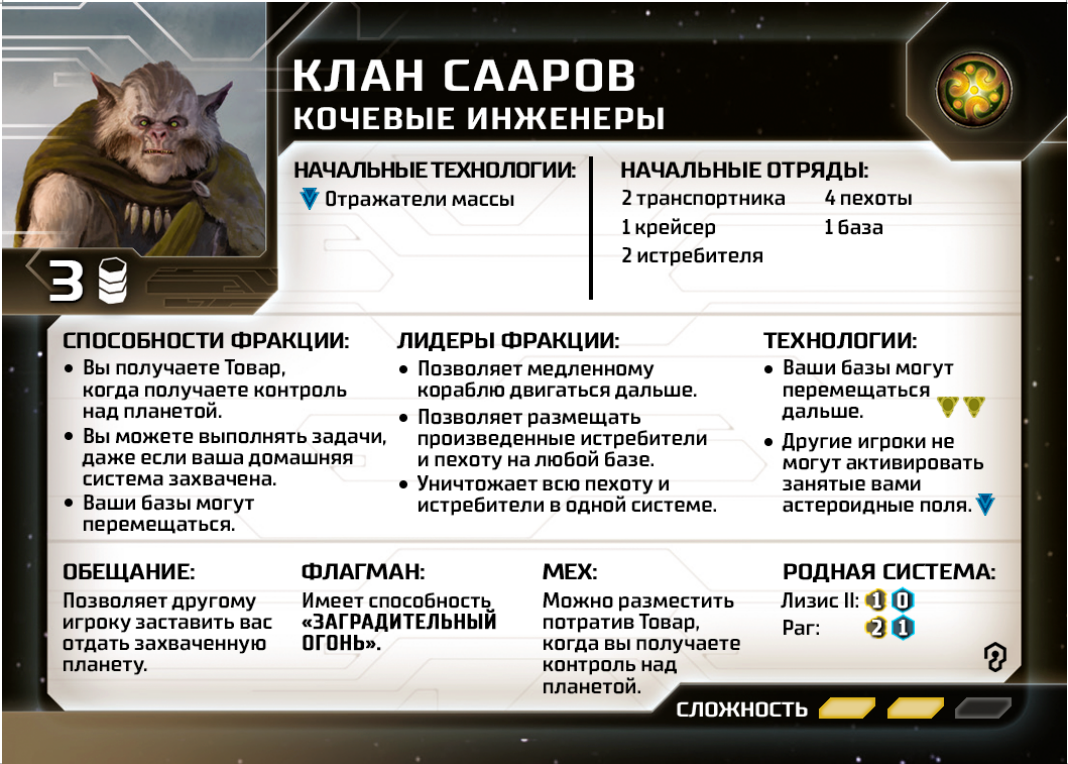 КЛАН СААРОВ
КОЧЕВЫЕ ИНЖЕНЕРЫ
3
НАЧАЛЬНЫЕ ТЕХНОЛОГИИ:
Отражатели массы
НАЧАЛЬНЫЕ ОТРЯДЫ:
2 транспортника 4 пехоты
1 крейсер 1 база
2 истребителя
СПОСОБНОСТИ ФРАКЦИИ:
• Вы получаете Товар,
когда получаете контроль
над планетой.
• Вы можете выполнять задачи,
даже если ваша домашняя
система захвачена.
• Ваши базы могут
перемещаться.
ЛИДЕРЫ ФРАКЦИИ:
• Позволяет медленному
кораблю двигаться дальше.
• Позволяет размещать
произведенные истребители
и пехоту на любой базе.
• Уничтожает всю пехоту и
истребители в одной системе.
ТЕХНОЛОГИИ:
• Ваши базы могут
перемещаться
дальше.
• Другие игроки не
могут активировать
занятые вами
астероидные поля.
ОБЕЩАНИЕ:
Позволяет другому
игроку заставить вас
отдать захваченную
планету.
ФЛАГМАН:
Имеет способность
«ЗАГРАДИТЕЛЬНЫЙ
ОГОНЬ».
МЕХ:
Можно разместить
потратив Товар,
когда вы получаете
контроль над
планетой.
РОДНАЯ СИСТЕМА:
Лизис II: 1 0
Раг: 2 1
СЛОЖНОСТЬ